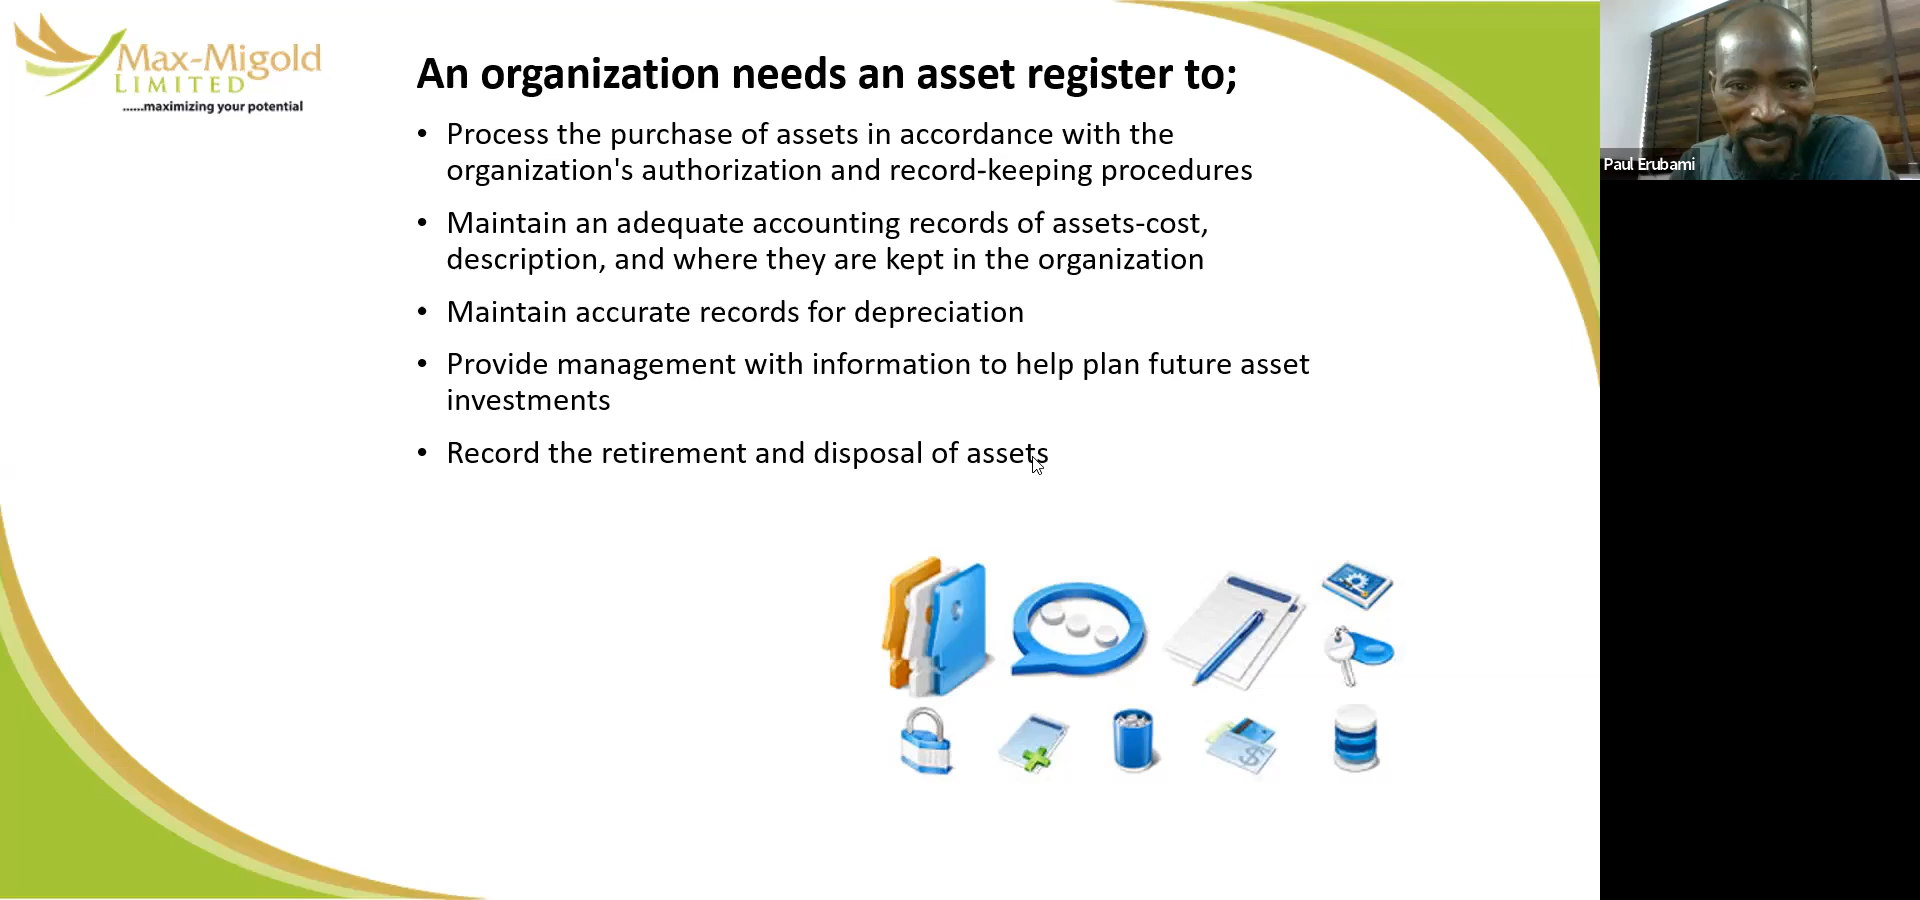 Max-Migold
LIMITED
......maximizing your potential
An organization needs an asset register to;
• Process the purchase of assets in accordance with the
organization's authorization and record-keeping procedures
• Maintain an adequate accounting records of assets-cost,
description, and where they are kept in the organization
• Maintain accurate records for depreciation
• Provide management with information to help plan future asset
investments
• Record the retirement and disposal of assets
$
Paul Erubami